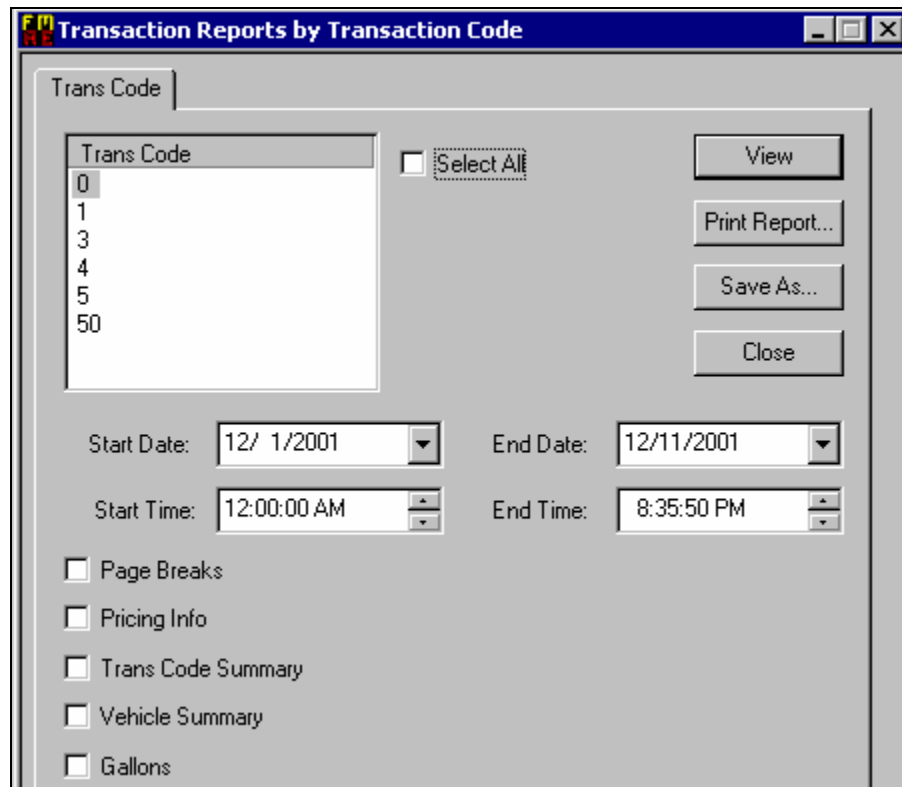 FM RE Transaction Reports by Transaction Code
Trans Code
Trans Code
0
1
3
4
5
50
Select All
View
Print Report...
Save As...
Close
Start Date: 12/ 1/2001 End Date: 12/11/2001
Start Time: 12:00:00 AM End Time: 8:35:50 PM
Page Breaks
Pricing Info
Trans Code Summary
Vehicle Summary
Gallons